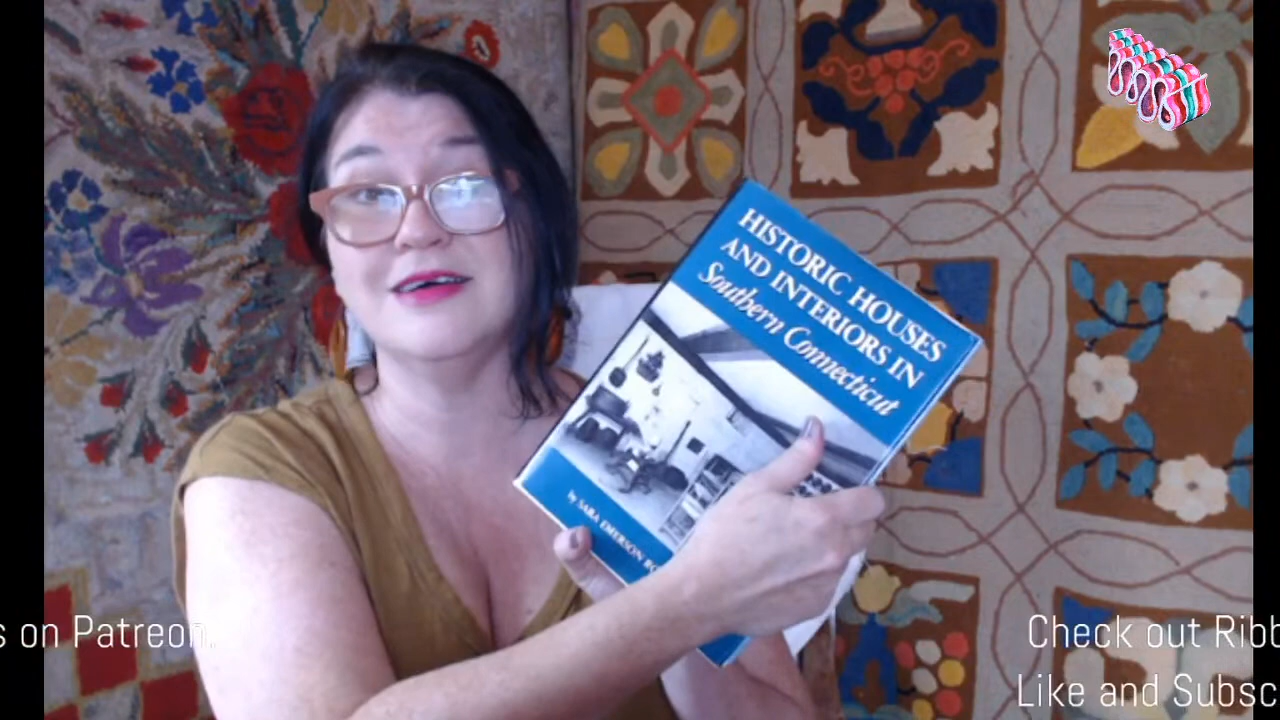 HISTORIC HOUSES
AND INTERIORS IN
Southern Connecticut
by SARA EMERSON
s on Patreon.
Check out Ribb
Like and Subsc